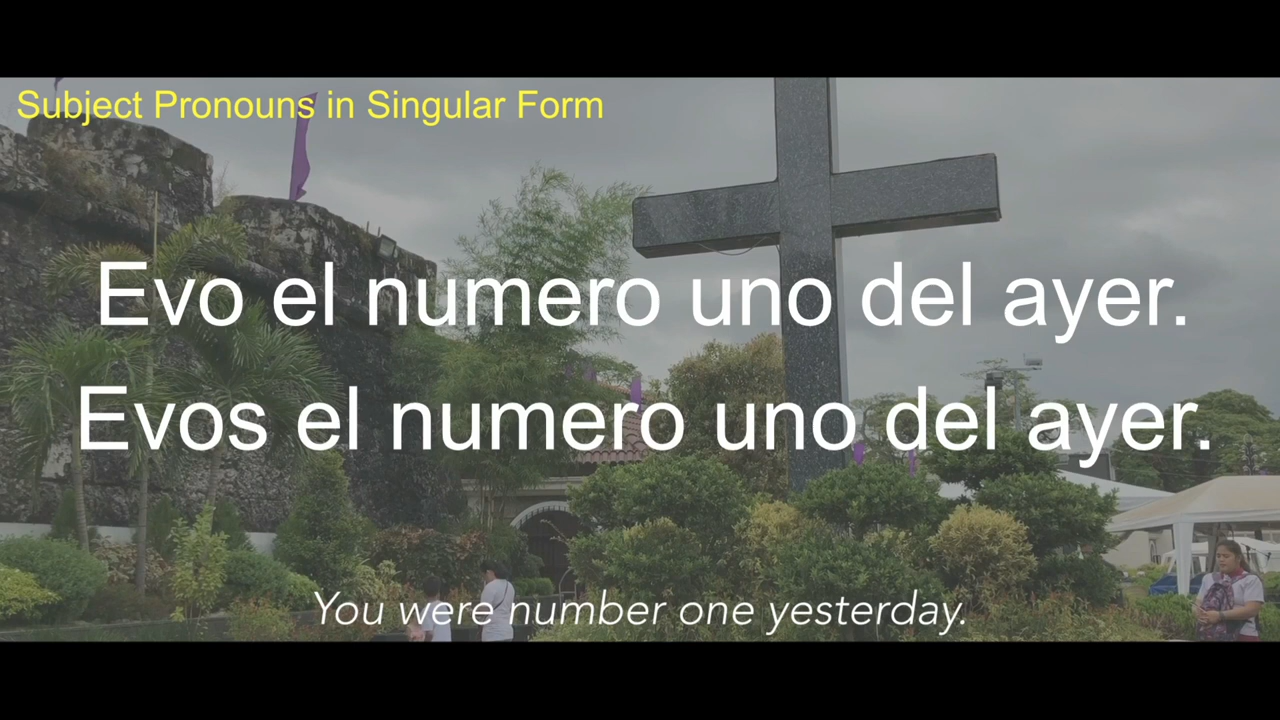 Subject Pronouns in Singular Form
Evo el numero uno del ayer.
Evos el numero uno del ayer.
You were number one yesterday.